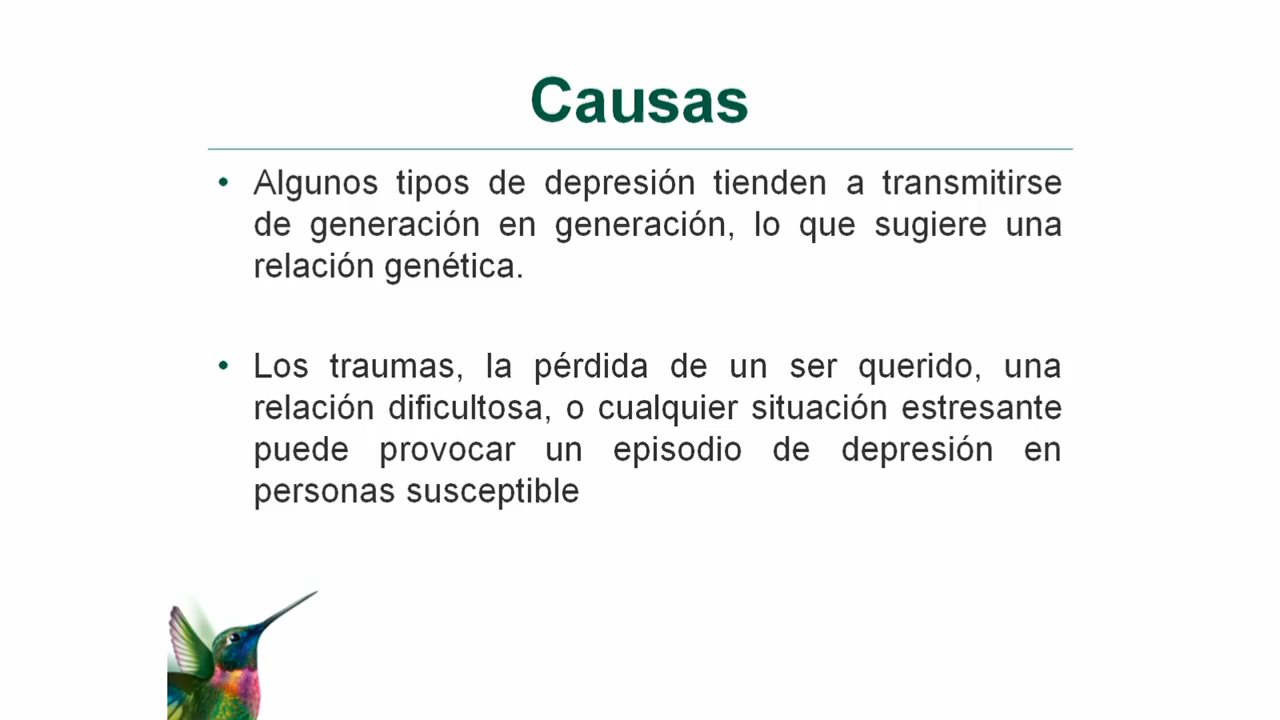 Causas
• Algunos tipos de depresión tienden a transmitirse
de generación en generación, lo que sugiere una
relación genética.
• Los traumas, la pérdida de un ser querido, una
relación dificultosa, o cualquier situación estresante
puede provocar un episodio de depresión en
personas susceptible